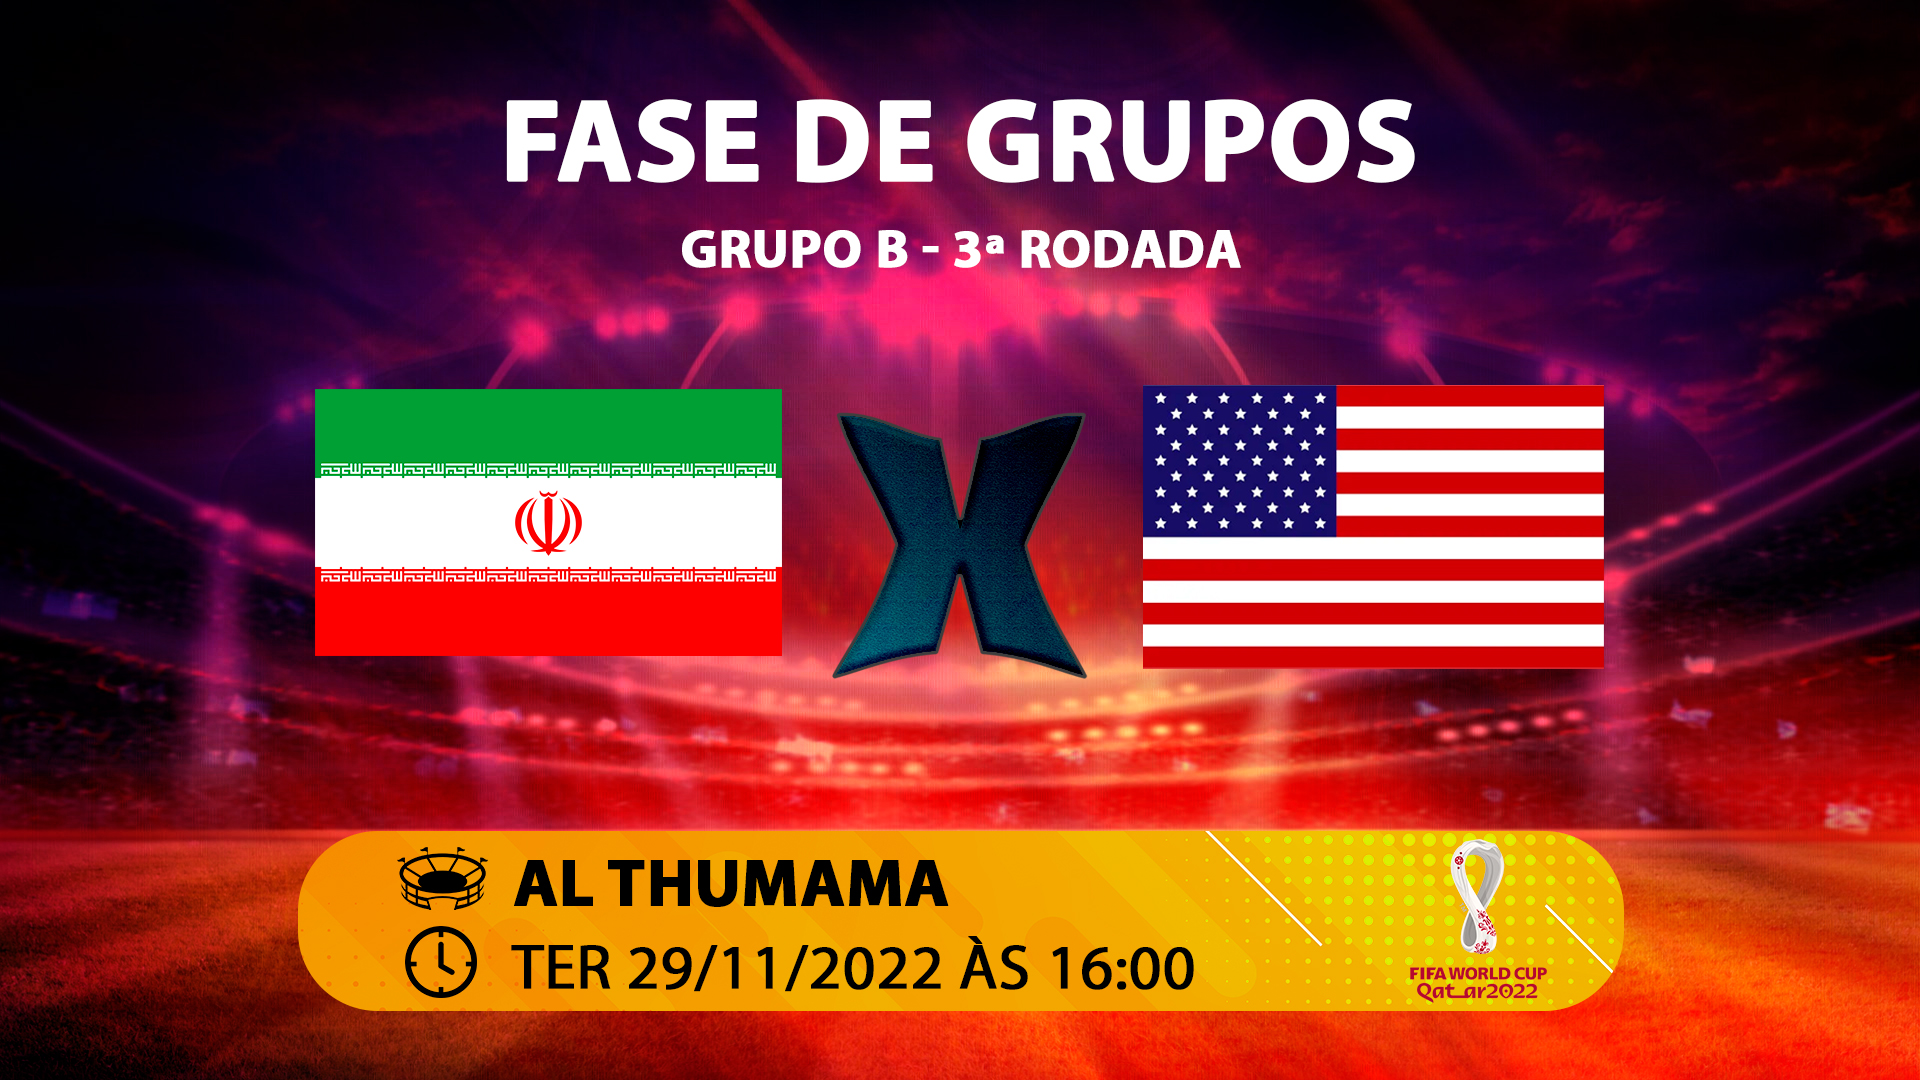 FASE DE GRUPOS
GRUPO B - 3ª RODADA
AL THUMAMA
TER 29/11/2022 ÀS 16:00
FIFA WORLD CUP
Qatar2022